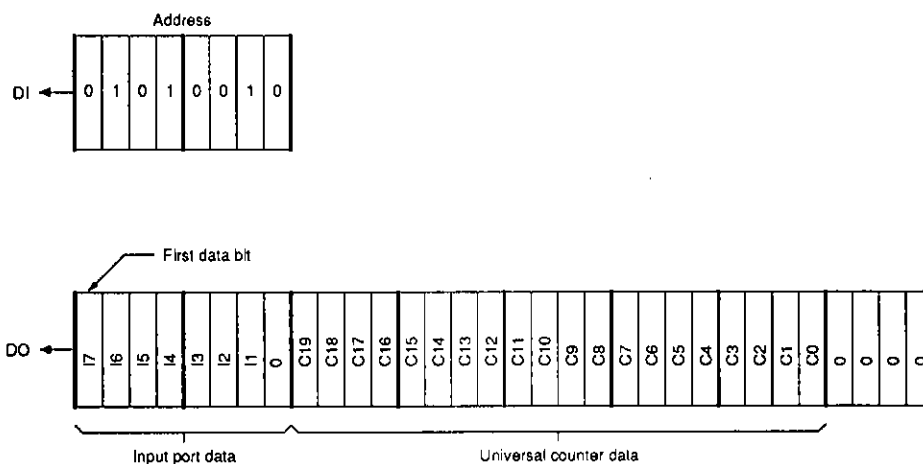 Address
DI 0 1 0 1 0 0 1 0
First data bit
DO I7 I6 I5 I4 I3 I2 I1 0 C19 C18 C17 C16 C15 C14 C13 C12 C11 C10 C9 C8 C7 C6 C5 C4 C3 C2 C1 C0 0 0 0 0
Input port data Universal counter data